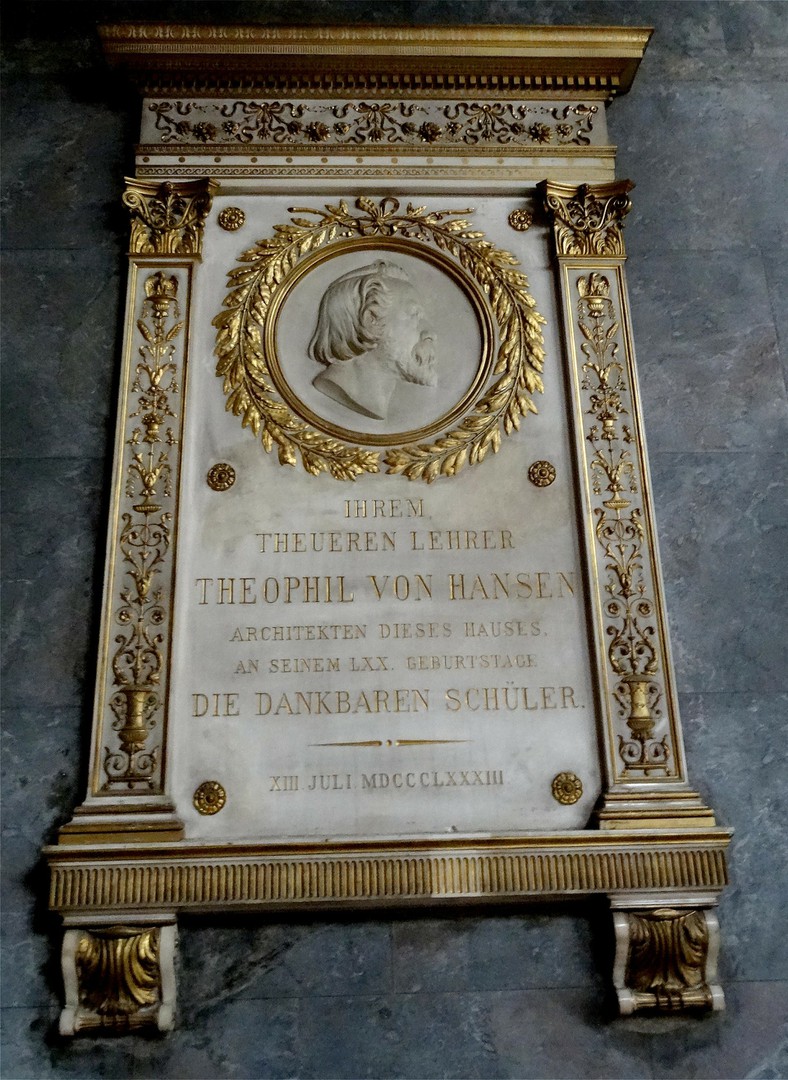 IHREM
THEUEREN LEHRER
THEOPHIL VON HANSEN
ARCHITEKTEN DIESES HAUSES,
AN SEINEM LXX. GEBURTSTAGE
DIE DANKBAREN SCHÜLER.
XIII. JULI MDCCCLXXXIII